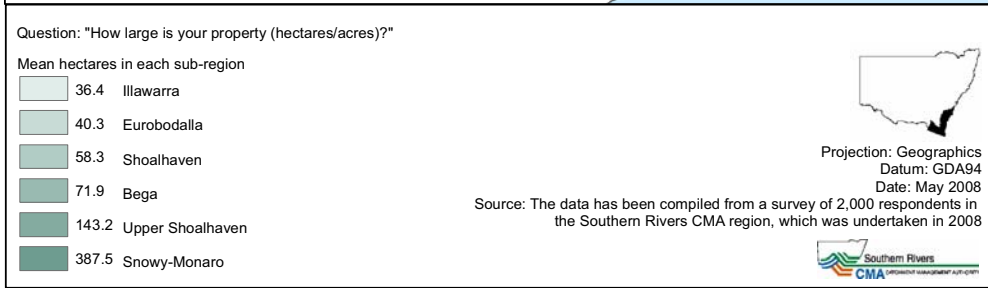 Question: "How large is your property (hectares/acres)?"
Mean hectares in each sub-region
36.4 Illawarra
40.3 Eurobodalla
58.3 Shoalhaven
71.9 Bega
143.2 Upper Shoalhaven
387.5 Snowy-Monaro
Projection: Geographics
Datum: GDA94
Date: May 2008
Source: The data has been compiled from a survey of 2,000 respondents in
the Southern Rivers CMA region, which was undertaken in 2008
Southern Rivers
CMA CATCHMENT MANAGEMENT AUTHORITY